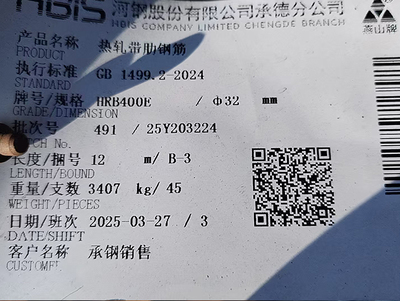 HBIS 河钢股份有限公司承德分公司
HBIS COMPANY LIMITED CHENGDE BRANCH
燕山牌
产品名称 热轧带肋钢筋
PRODUCT
执行标准 GB 1499.2-2024
STANDARD
牌号/规格 HRB400E / Φ32 mm
GRADE/DIMENSION
批次号 491 / 25Y203224
CH No.
长度/捆号 12 m/ B-3
LENGTH/BOUND
重量/支数 3407 kg/ 45
WEIGHT/PIECES
日期/班次 2025-03-27 / 3
DATE/SHIFT
客户名称 承钢销售
CUSTOME